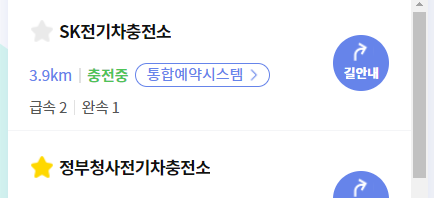 SK전기차충전소
3.9km 충전중 통합예약시스템
길안내
급속 2 완속 1
정부청사전기차충전소